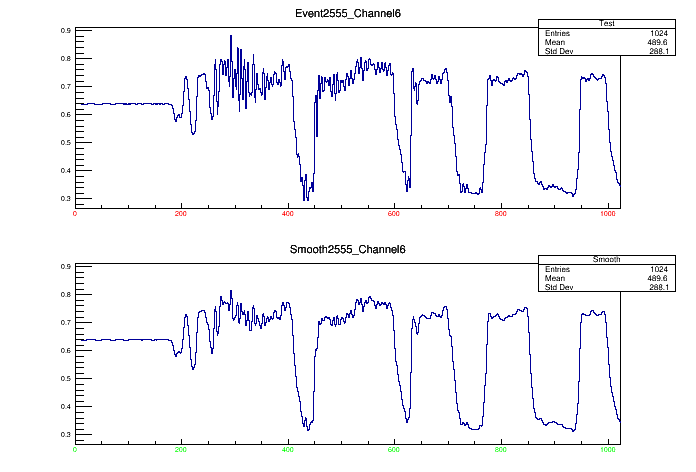 Event2555_Channel6
Test
Entries 1024
Mean 489.6
Std Dev 288.1
0.9
0.8
0.7
0.6
0.5
0.4
0.3
0 200 400 600 800 1000
Smooth2555_Channel6
Smooth
Entries 1024
Mean 489.6
Std Dev 288.1
0.9
0.8
0.7
0.6
0.5
0.4
0.3
0 200 400 600 800 1000